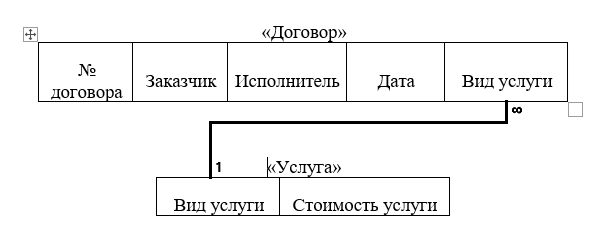 «Договор»
№ договора Заказчик Исполнитель Дата Вид услуги
∞
1
«Услуга»
Вид услуги Стоимость услуги